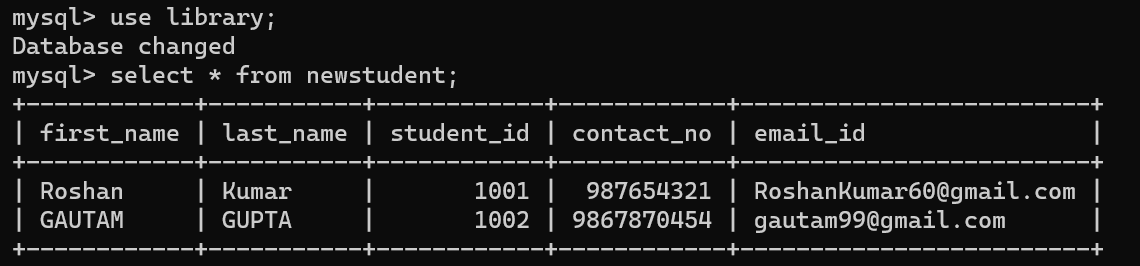 mysql> use library;
Database changed
mysql> select * from newstudent;
+------------+-----------+------------+------------+-------------------------+
| first_name | last_name | student_id | contact_no | email_id                |
+------------+-----------+------------+------------+-------------------------+
| Roshan     | Kumar     |       1001 |  987654321 | RoshanKumar60@gmail.com |
| GAUTAM     | GUPTA     |       1002 | 9867870454 | gautam99@gmail.com      |
+------------+-----------+------------+------------+-------------------------+